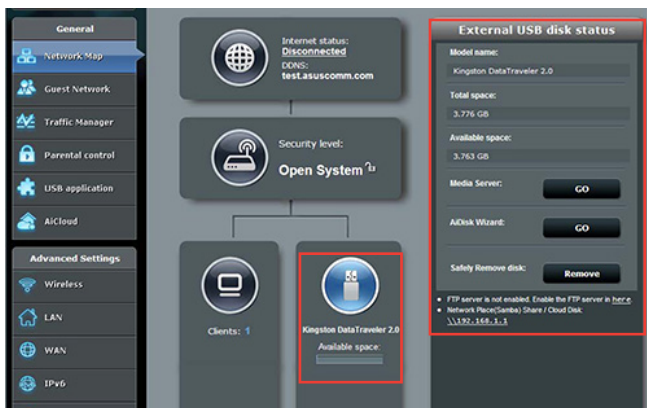 General
Network Map
Guest Network
Traffic Manager
Parental control
USB application
AiCloud
Advanced Settings
Wireless
LAN
WAN
IPv6
Internet status:
Disconnected
DDNS:
test.asuscomm.com
Security level:
Open System
Clients: 1
Kingston DataTraveler 2.0
Available space:
External USB disk status
Model name:
Kingston DataTraveler 2.0
Total space:
3.776 GB
Available space:
3.763 GB
Media Server: GO
AiDisk Wizard: GO
Safely Remove disk: Remove
FTP server is not enabled. Enable the FTP server in here.
Network Place(Samba) Share / Cloud Disk:
\\192.168.1.1